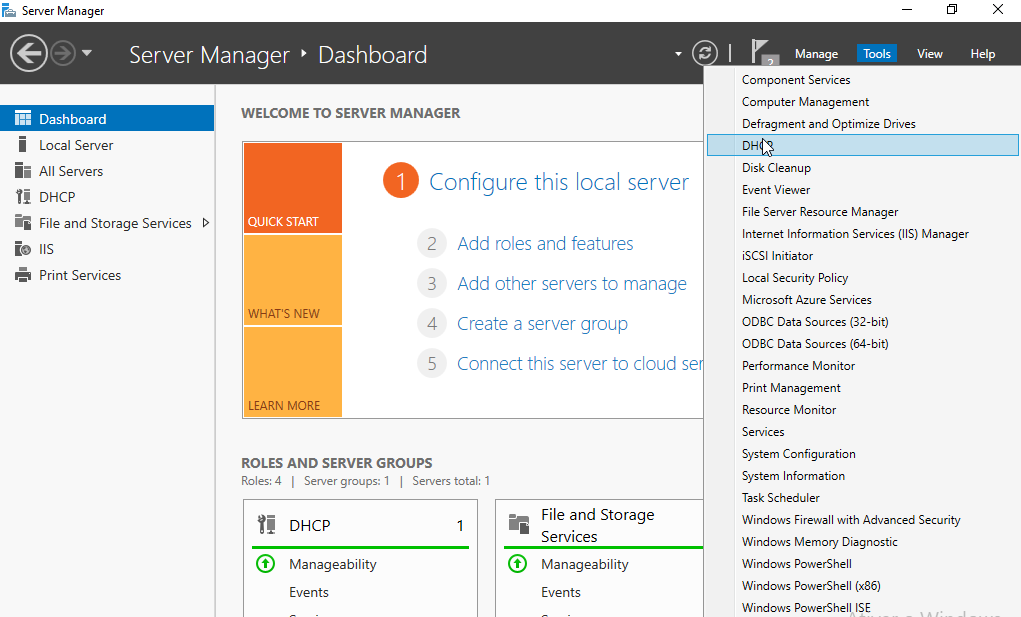 Server Manager
Server Manager ‣ Dashboard
2
Manage
Tools
View
Help
Dashboard
Local Server
All Servers
DHCP
File and Storage Services
IIS
Print Services
WELCOME TO SERVER MANAGER
QUICK START
WHAT'S NEW
LEARN MORE
1 Configure this local server
2 Add roles and features
3 Add other servers to manage
4 Create a server group
5 Connect this server to cloud ser
ROLES AND SERVER GROUPS
Roles: 4 | Server groups: 1 | Servers total: 1
DHCP 1
Manageability
Events
File and Storage
Services
Manageability
Events
Component Services
Computer Management
Defragment and Optimize Drives
DHCP
Disk Cleanup
Event Viewer
File Server Resource Manager
Internet Information Services (IIS) Manager
iSCSI Initiator
Local Security Policy
Microsoft Azure Services
ODBC Data Sources (32-bit)
ODBC Data Sources (64-bit)
Performance Monitor
Print Management
Resource Monitor
Services
System Configuration
System Information
Task Scheduler
Windows Firewall with Advanced Security
Windows Memory Diagnostic
Windows PowerShell
Windows PowerShell (x86)
Windows PowerShell ISE